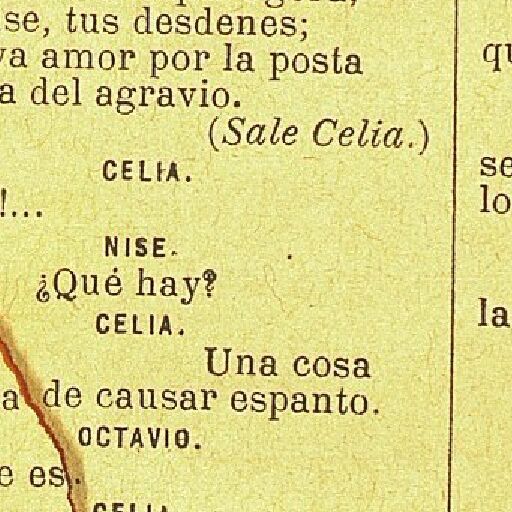 se, tus desdenes;
va amor por la posta
a del agravio.
(Sale Celia.)
CELIA.
!...
NISE.
¿Qué hay?
CELIA.
Una cosa
a de causar espanto.
OCTAVIO.
e es.
CELIA
qu
se
lo
la